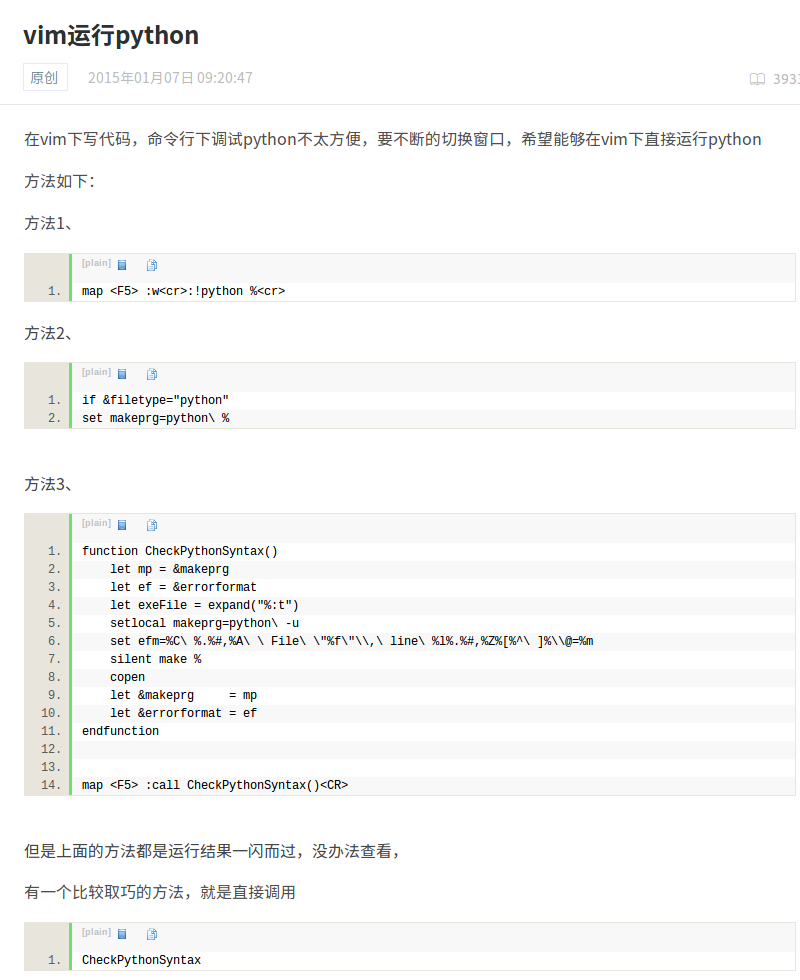 vim运行python
原创 2015年01月07日 09:20:47 3933
在vim下写代码，命令行下调试python不太方便，要不断的切换窗口，希望能够在vim下直接运行python
方法如下：
方法1、
[plain]
1. map <F5> :w<cr>:!python %<cr>
方法2、
[plain]
1. if &filetype="python"
2. set makeprg=python\ %
方法3、
[plain]
1. function CheckPythonSyntax()
2.     let mp = &makeprg
3.     let ef = &errorformat
4.     let exeFile = expand("%:t")
5.     setlocal makeprg=python\ -u
6.     set efm=%C\ %.%#,%A\ \ File\ \"%f\"\\,\ line\ %l%.%#,%Z%[%^\ ]%\\@=%m
7.     silent make %
8.     copen
9.     let &makeprg     = mp
10.     let &errorformat = ef
11. endfunction
12.
13.
14. map <F5> :call CheckPythonSyntax()<CR>
但是上面的方法都是运行结果一闪而过，没办法查看，
有一个比较取巧的方法，就是直接调用
[plain]
1. CheckPythonSyntax